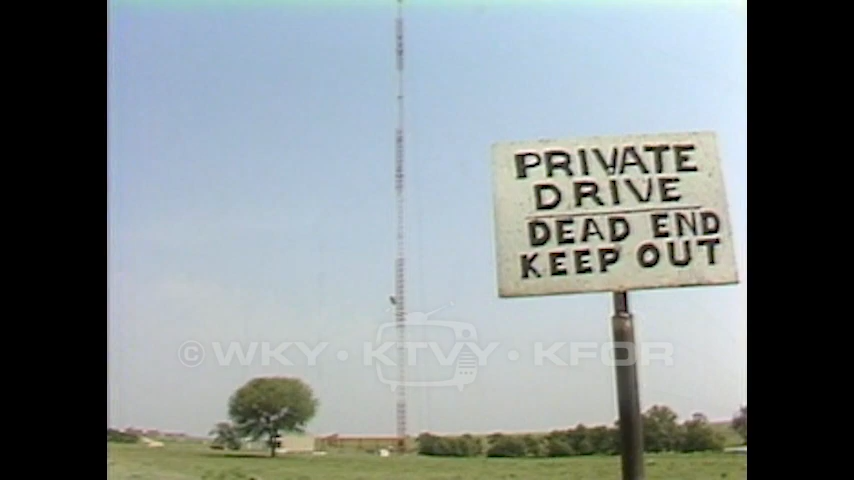 PRIVATE
DRIVE
DEAD END
KEEP OUT
© WKY • KTVY • KFOR